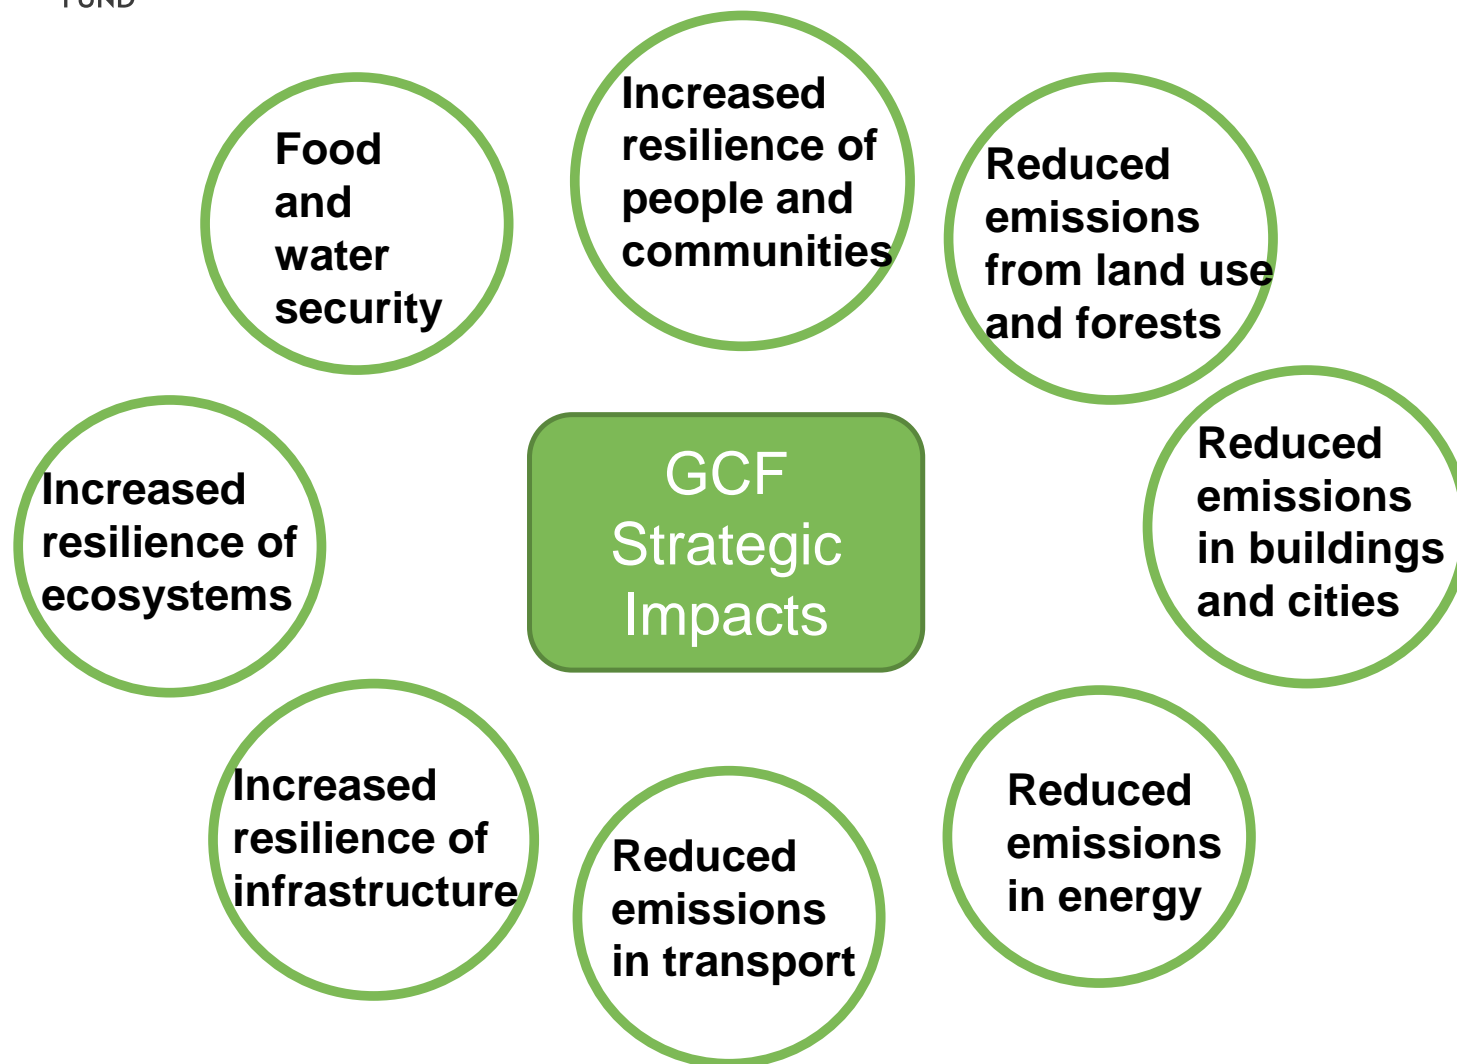 FUND
Increased
resilience of
people and
communities
Food
and
water
security
Reduced
emissions
from land use
and forests
Reduced
emissions
in buildings
and cities
GCF
Strategic
Impacts
Increased
resilience of
ecosystems
Increased
resilience of
infrastructure
Reduced
emissions
in transport
Reduced
emissions
in energy